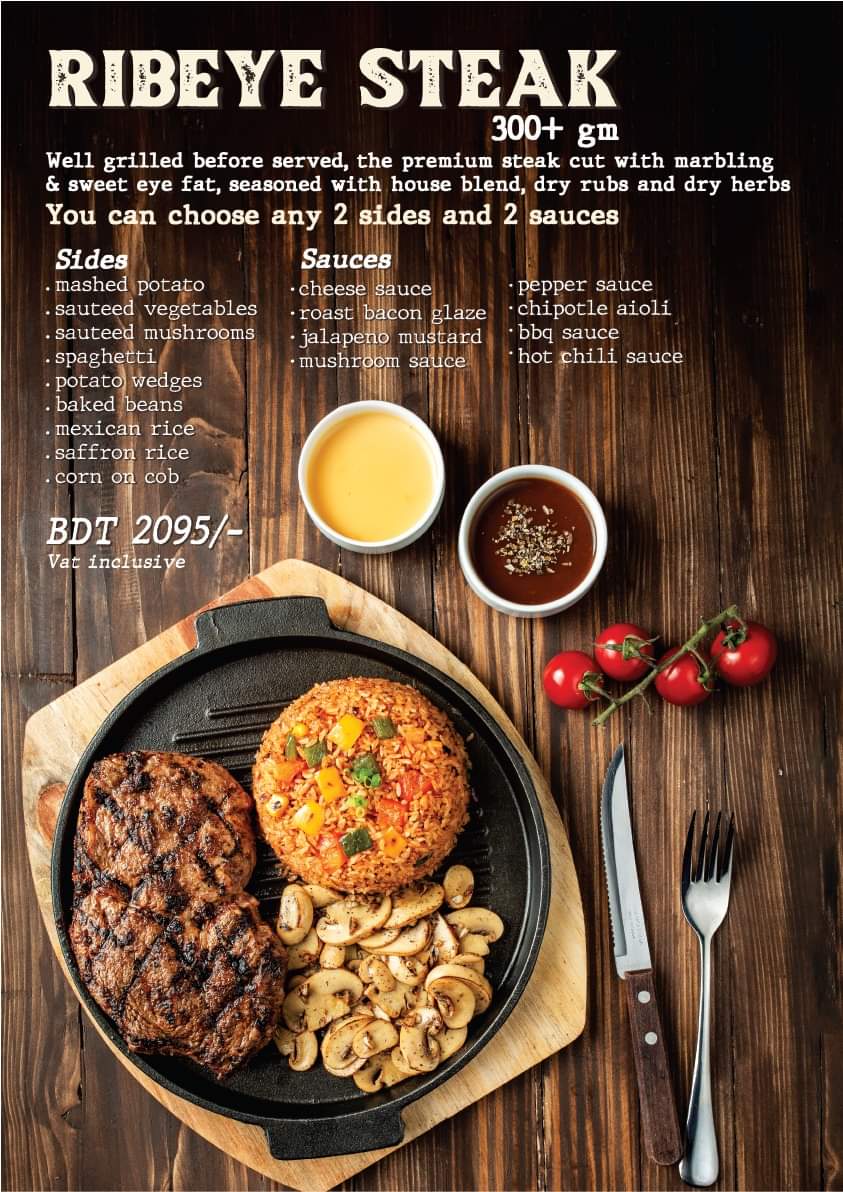 RIBEYE STEAK
300+ gm
Well grilled before served, the premium steak cut with marbling
& sweet eye fat, seasoned with house blend, dry rubs and dry herbs
You can choose any 2 sides and 2 sauces
Sides
. mashed potato
. sauteed vegetables
. sauteed mushrooms
. spaghetti
. potato wedges
. baked beans
. mexican rice
. saffron rice
. corn on cob
Sauces
· cheese sauce
· roast bacon glaze
· jalapeno mustard
· mushroom sauce
· pepper sauce
· chipotle aioli
· bbq sauce
· hot chili sauce
BDT 2095/-
Vat inclusive